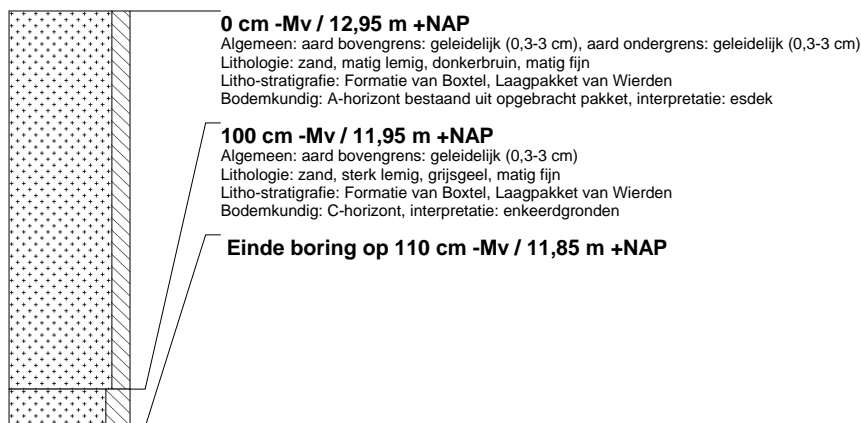 0 cm -Mv / 12,95 m +NAP
Algemeen: aard bovengrens: geleidelijk (0,3-3 cm), aard ondergrens: geleidelijk (0,3-3 cm)
Lithologie: zand, matig lemig, donkerbruin, matig fijn
Litho-stratigrafie: Formatie van Boxtel, Laagpakket van Wierden
Bodemkundig: A-horizont bestaand uit opgebracht pakket, interpretatie: esdek
100 cm -Mv / 11,95 m +NAP
Algemeen: aard bovengrens: geleidelijk (0,3-3 cm)
Lithologie: zand, sterk lemig, grijsgeel, matig fijn
Litho-stratigrafie: Formatie van Boxtel, Laagpakket van Wierden
Bodemkundig: C-horizont, interpretatie: enkeerdgronden
Einde boring op 110 cm -Mv / 11,85 m +NAP